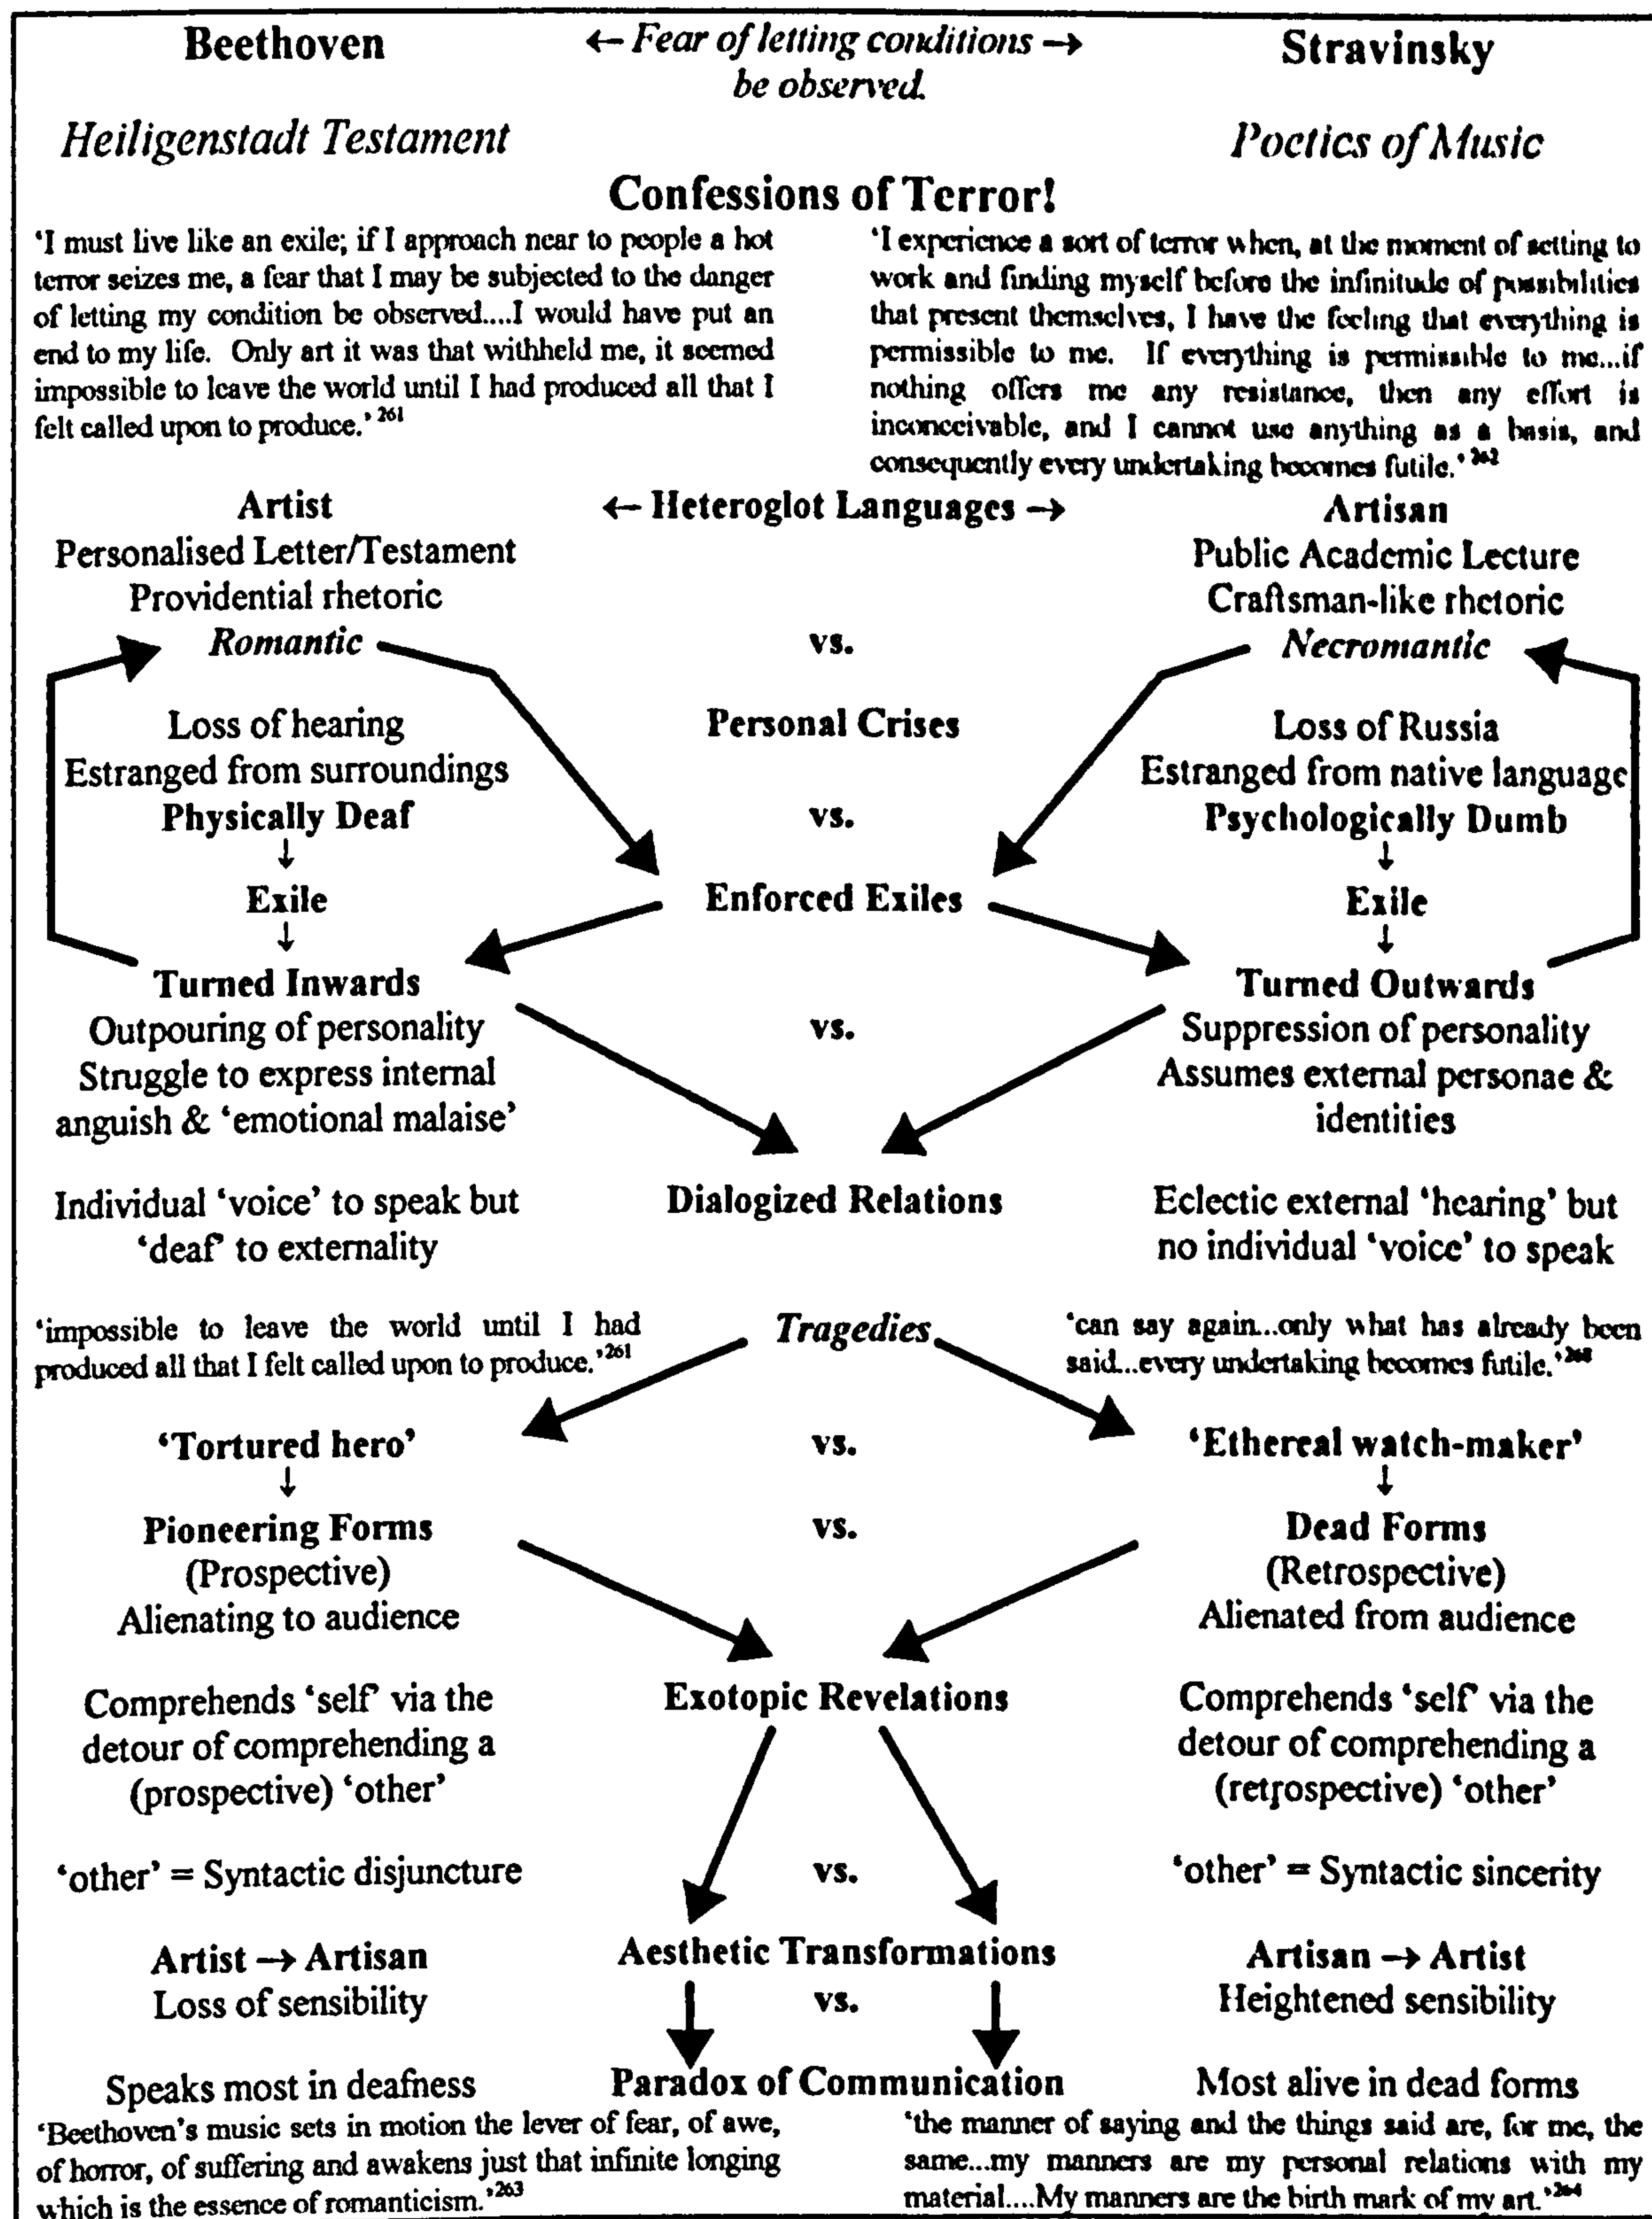 Beethoven ← Fear of letting conditions → Stravinsky
be observed.
Heiligenstadt Testament Poetics of Music
Confessions of Terror!
‘I must live like an exile; if I approach near to people a hot
terror seizes me, a fear that I may be subjected to the danger
of letting my condition be observed....I would have put an
end to my life. Only art it was that withheld me, it seemed
impossible to leave the world until I had produced all that I
felt called upon to produce.’ 261
‘I experience a sort of terror when, at the moment of setting to
work and finding myself before the infinitude of possibilities
that present themselves, I have the feeling that everything is
permissible to me. If everything is permissible to me...if
nothing offers me any resistance, then any effort is
inconceivable, and I cannot use anything as a basis, and
consequently every undertaking becomes futile.’ 262
Artist ← Heteroglot Languages → Artisan
Personalised Letter/Testament Public Academic Lecture
Providential rhetoric Craftsman-like rhetoric
Romantic vs. Necromantic
Loss of hearing Personal Crises Loss of Russia
Estranged from surroundings Estranged from native language
Physically Deaf vs. Psychologically Dumb
↓ ↓
Exile Enforced Exiles Exile
↓ ↓
Turned Inwards Turned Outwards
Outpouring of personality vs. Suppression of personality
Struggle to express internal Assumes external personae &
anguish & ‘emotional malaise’ identities
Individual ‘voice’ to speak but Dialogized Relations Eclectic external ‘hearing’ but
‘deaf’ to externality no individual ‘voice’ to speak
‘impossible to leave the world until I had
produced all that I felt called upon to produce.’261
Tragedies
‘can say again...only what has already been
said...every undertaking becomes futile.’
‘Tortured hero’ vs. ‘Ethereal watch-maker’
↓ ↓
Pioneering Forms vs. Dead Forms
(Prospective) (Retrospective)
Alienating to audience Alienated from audience
Comprehends ‘self’ via the Exotopic Revelations Comprehends ‘self’ via the
detour of comprehending a detour of comprehending a
(prospective) ‘other’ (retrospective) ‘other’
‘other’ = Syntactic disjuncture vs. ‘other’ = Syntactic sincerity
Artist → Artisan Aesthetic Transformations Artisan → Artist
Loss of sensibility vs. Heightened sensibility
Speaks most in deafness Paradox of Communication Most alive in dead forms
‘Beethoven’s music sets in motion the lever of fear, of awe,
of horror, of suffering and awakens just that infinite longing
which is the essence of romanticism.’263
‘the manner of saying and the things said are, for me, the
same...my manners are my personal relations with my
material....My manners are the birth mark of my art.’264